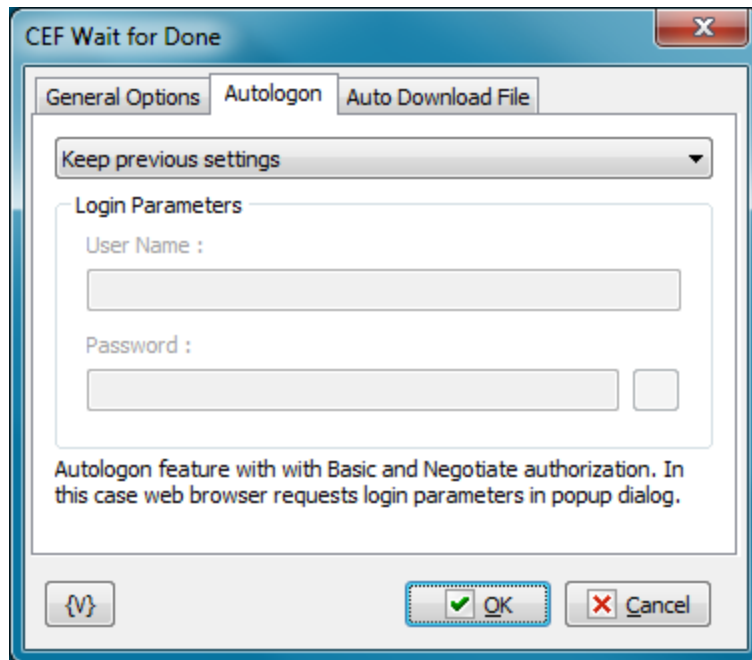 CEF Wait for Done
General Options Autologon Auto Download File
Keep previous settings
Login Parameters
User Name :
Password :
Autologon feature with with Basic and Negotiate authorization. In
this case web browser requests login parameters in popup dialog.
{V} OK Cancel